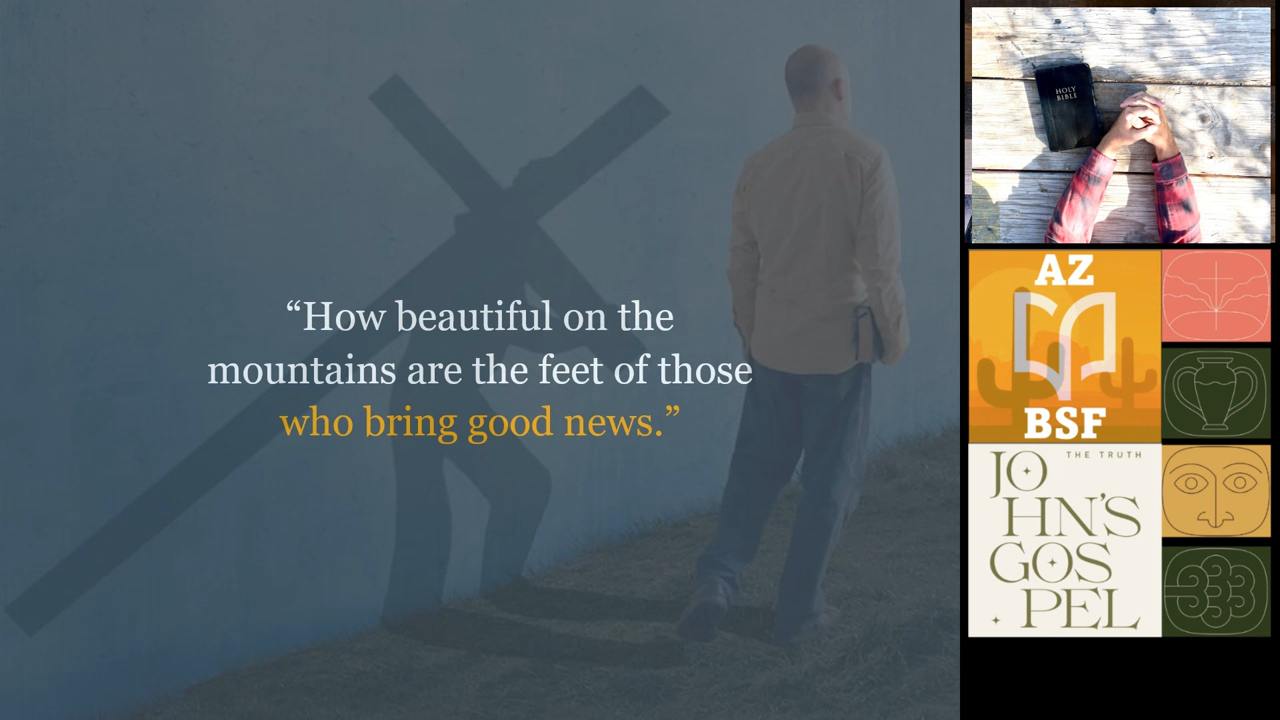 “How beautiful on the
mountains are the feet of those
who bring good news.”
HOLY
BIBLE
AZ
BSF
THE TRUTH
JO
HN'S
GOS
PEL